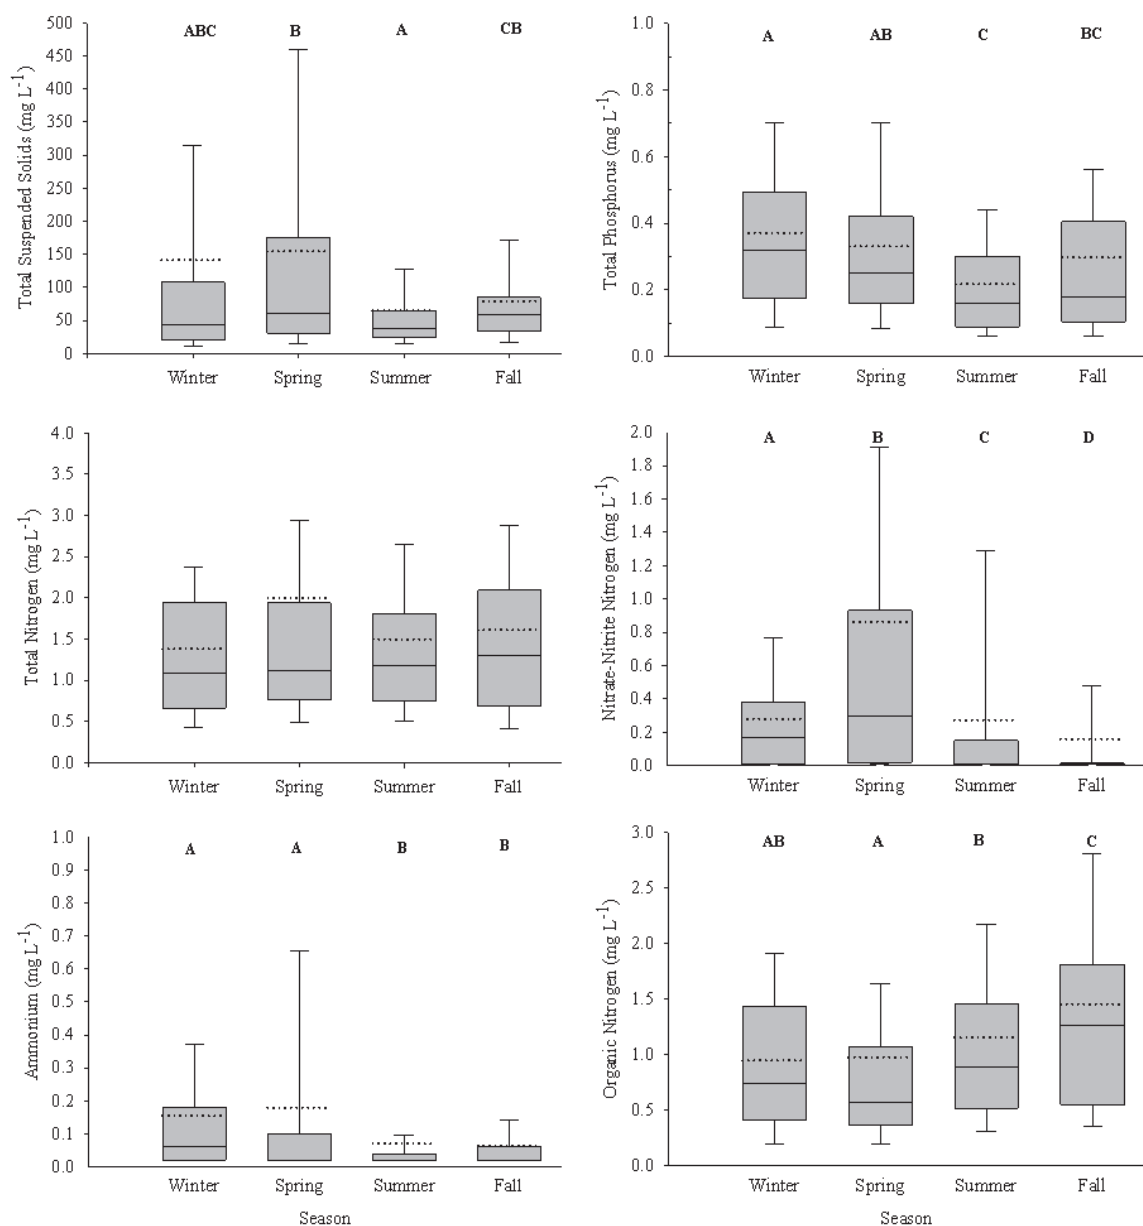 Total Suspended Solids (mg L-1)
500
450
400
350
300
250
200
150
100
50
0
ABC B A CB
Winter Spring Summer Fall
Total Phosphorus (mg L-1)
1.0
0.8
0.6
0.4
0.2
0.0
A AB C BC
Winter Spring Summer Fall
Total Nitrogen (mg L-1)
4.0
3.5
3.0
2.5
2.0
1.5
1.0
0.5
0.0
Winter Spring Summer Fall
Nitrate-Nitrite Nitrogen (mg L-1)
2.0
1.8
1.6
1.4
1.2
1.0
0.8
0.6
0.4
0.2
0.0
A B C D
Winter Spring Summer Fall
Ammonium (mg L-1)
1.0
0.9
0.8
0.7
0.6
0.5
0.4
0.3
0.2
0.1
0.0
A A B B
Winter Spring Summer Fall
Season
Organic Nitrogen (mg L-1)
3.0
2.5
2.0
1.5
1.0
0.5
0.0
AB A B C
Winter Spring Summer Fall
Season